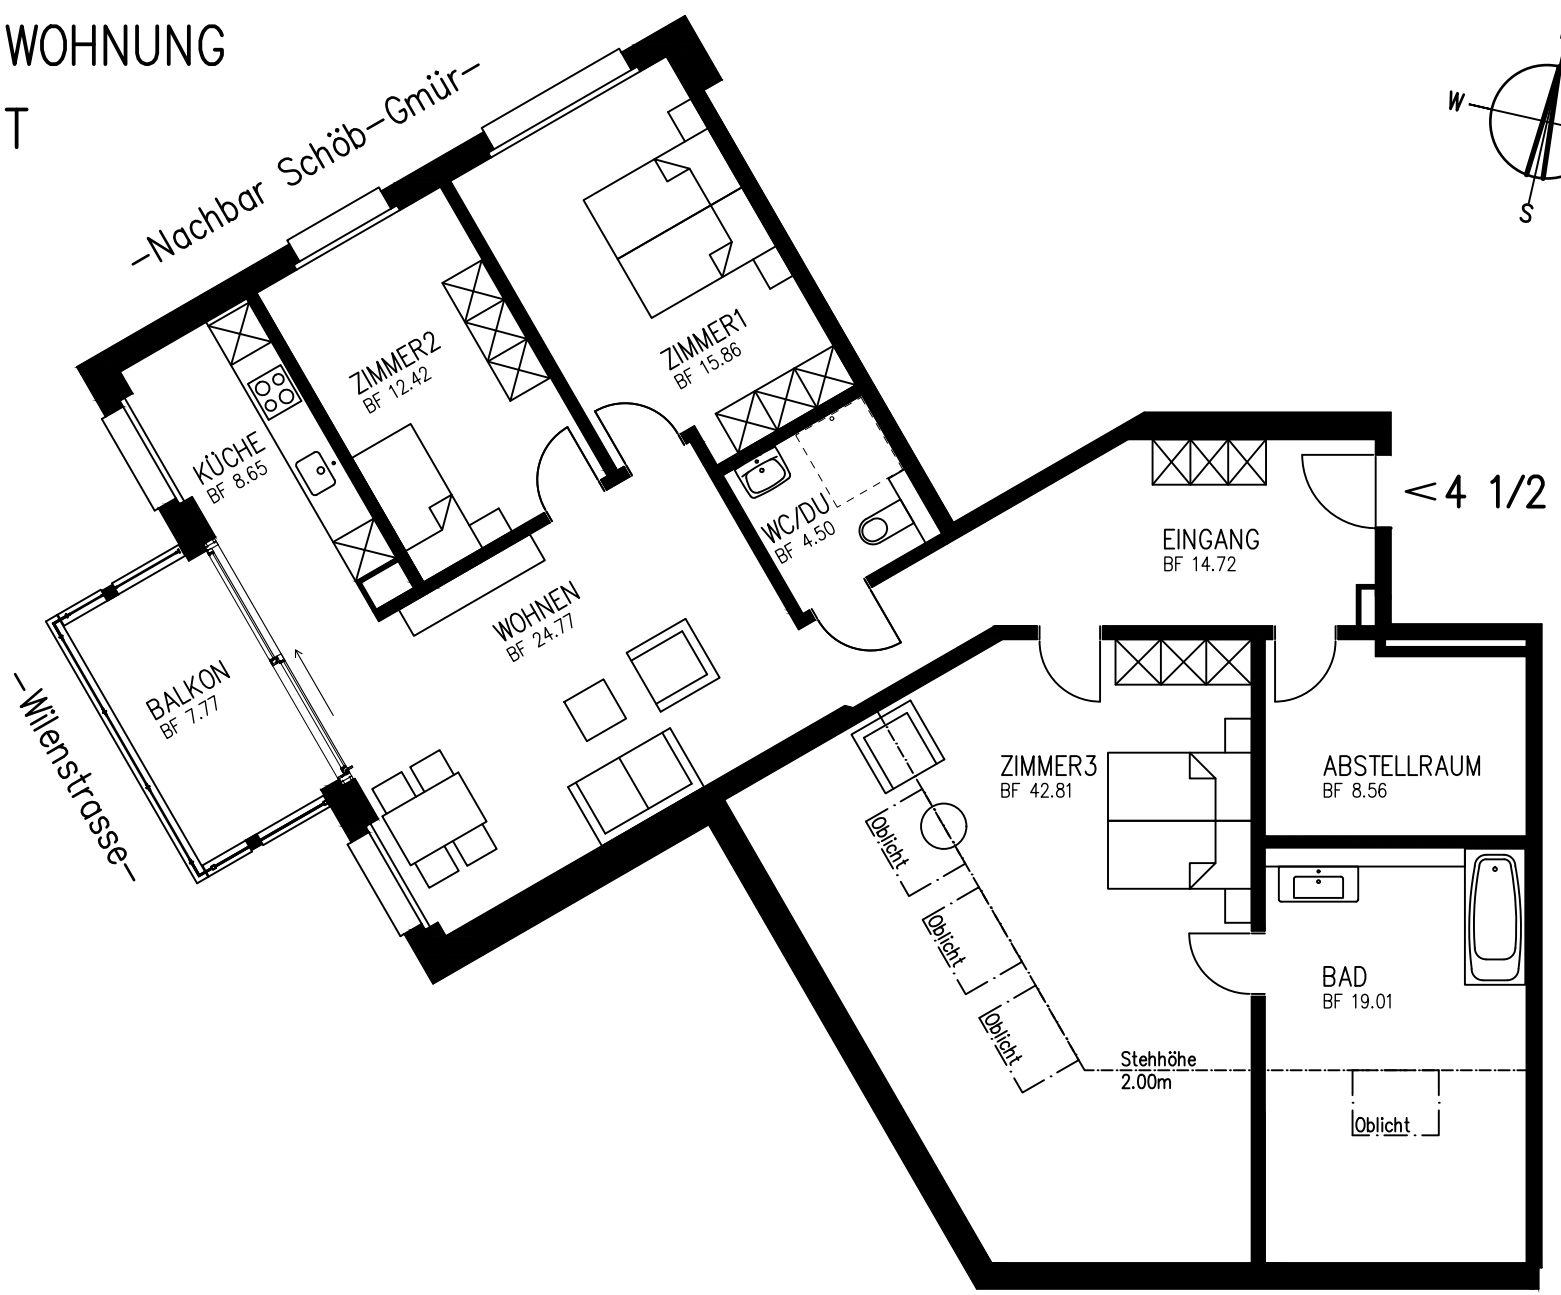 WOHNUNG
T
-Nachbar Schöb-Gmür-
W
S
ZIMMER1
BF 15.86
ZIMMER2
BF 12.42
KÜCHE
BF 8.65
WC/DU
BF 4.50
<4 1/2
EINGANG
BF 14.72
WOHNEN
BF 24.77
BALKON
BF 7.77
-Wilenstrasse-
ZIMMER3
BF 42.81
ABSTELLRAUM
BF 8.56
Oblicht
Oblicht
Oblicht
BAD
BF 19.01
Stehhöhe
2.00m
Oblicht